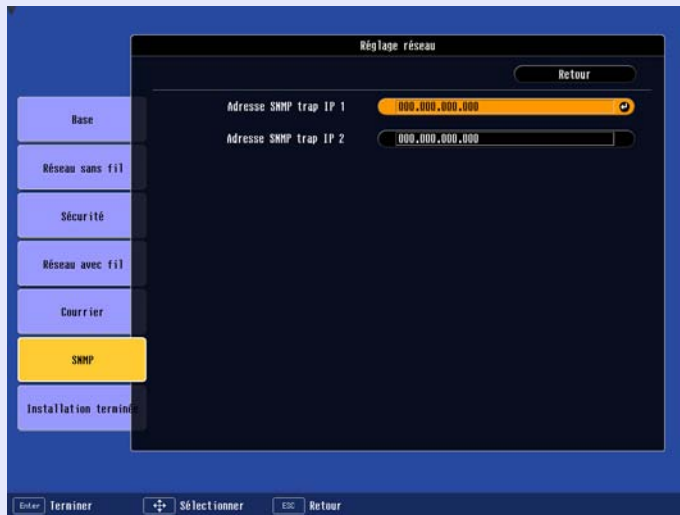 Réglage réseau
Retour
Adresse SNMP trap IP 1 000.000.000.000
Adresse SNMP trap IP 2 000.000.000.000
Base
Réseau sans fil
Sécurité
Réseau avec fil
Courrier
SNMP
Installation terminée
Enter Terminer Sélectionner ESC Retour